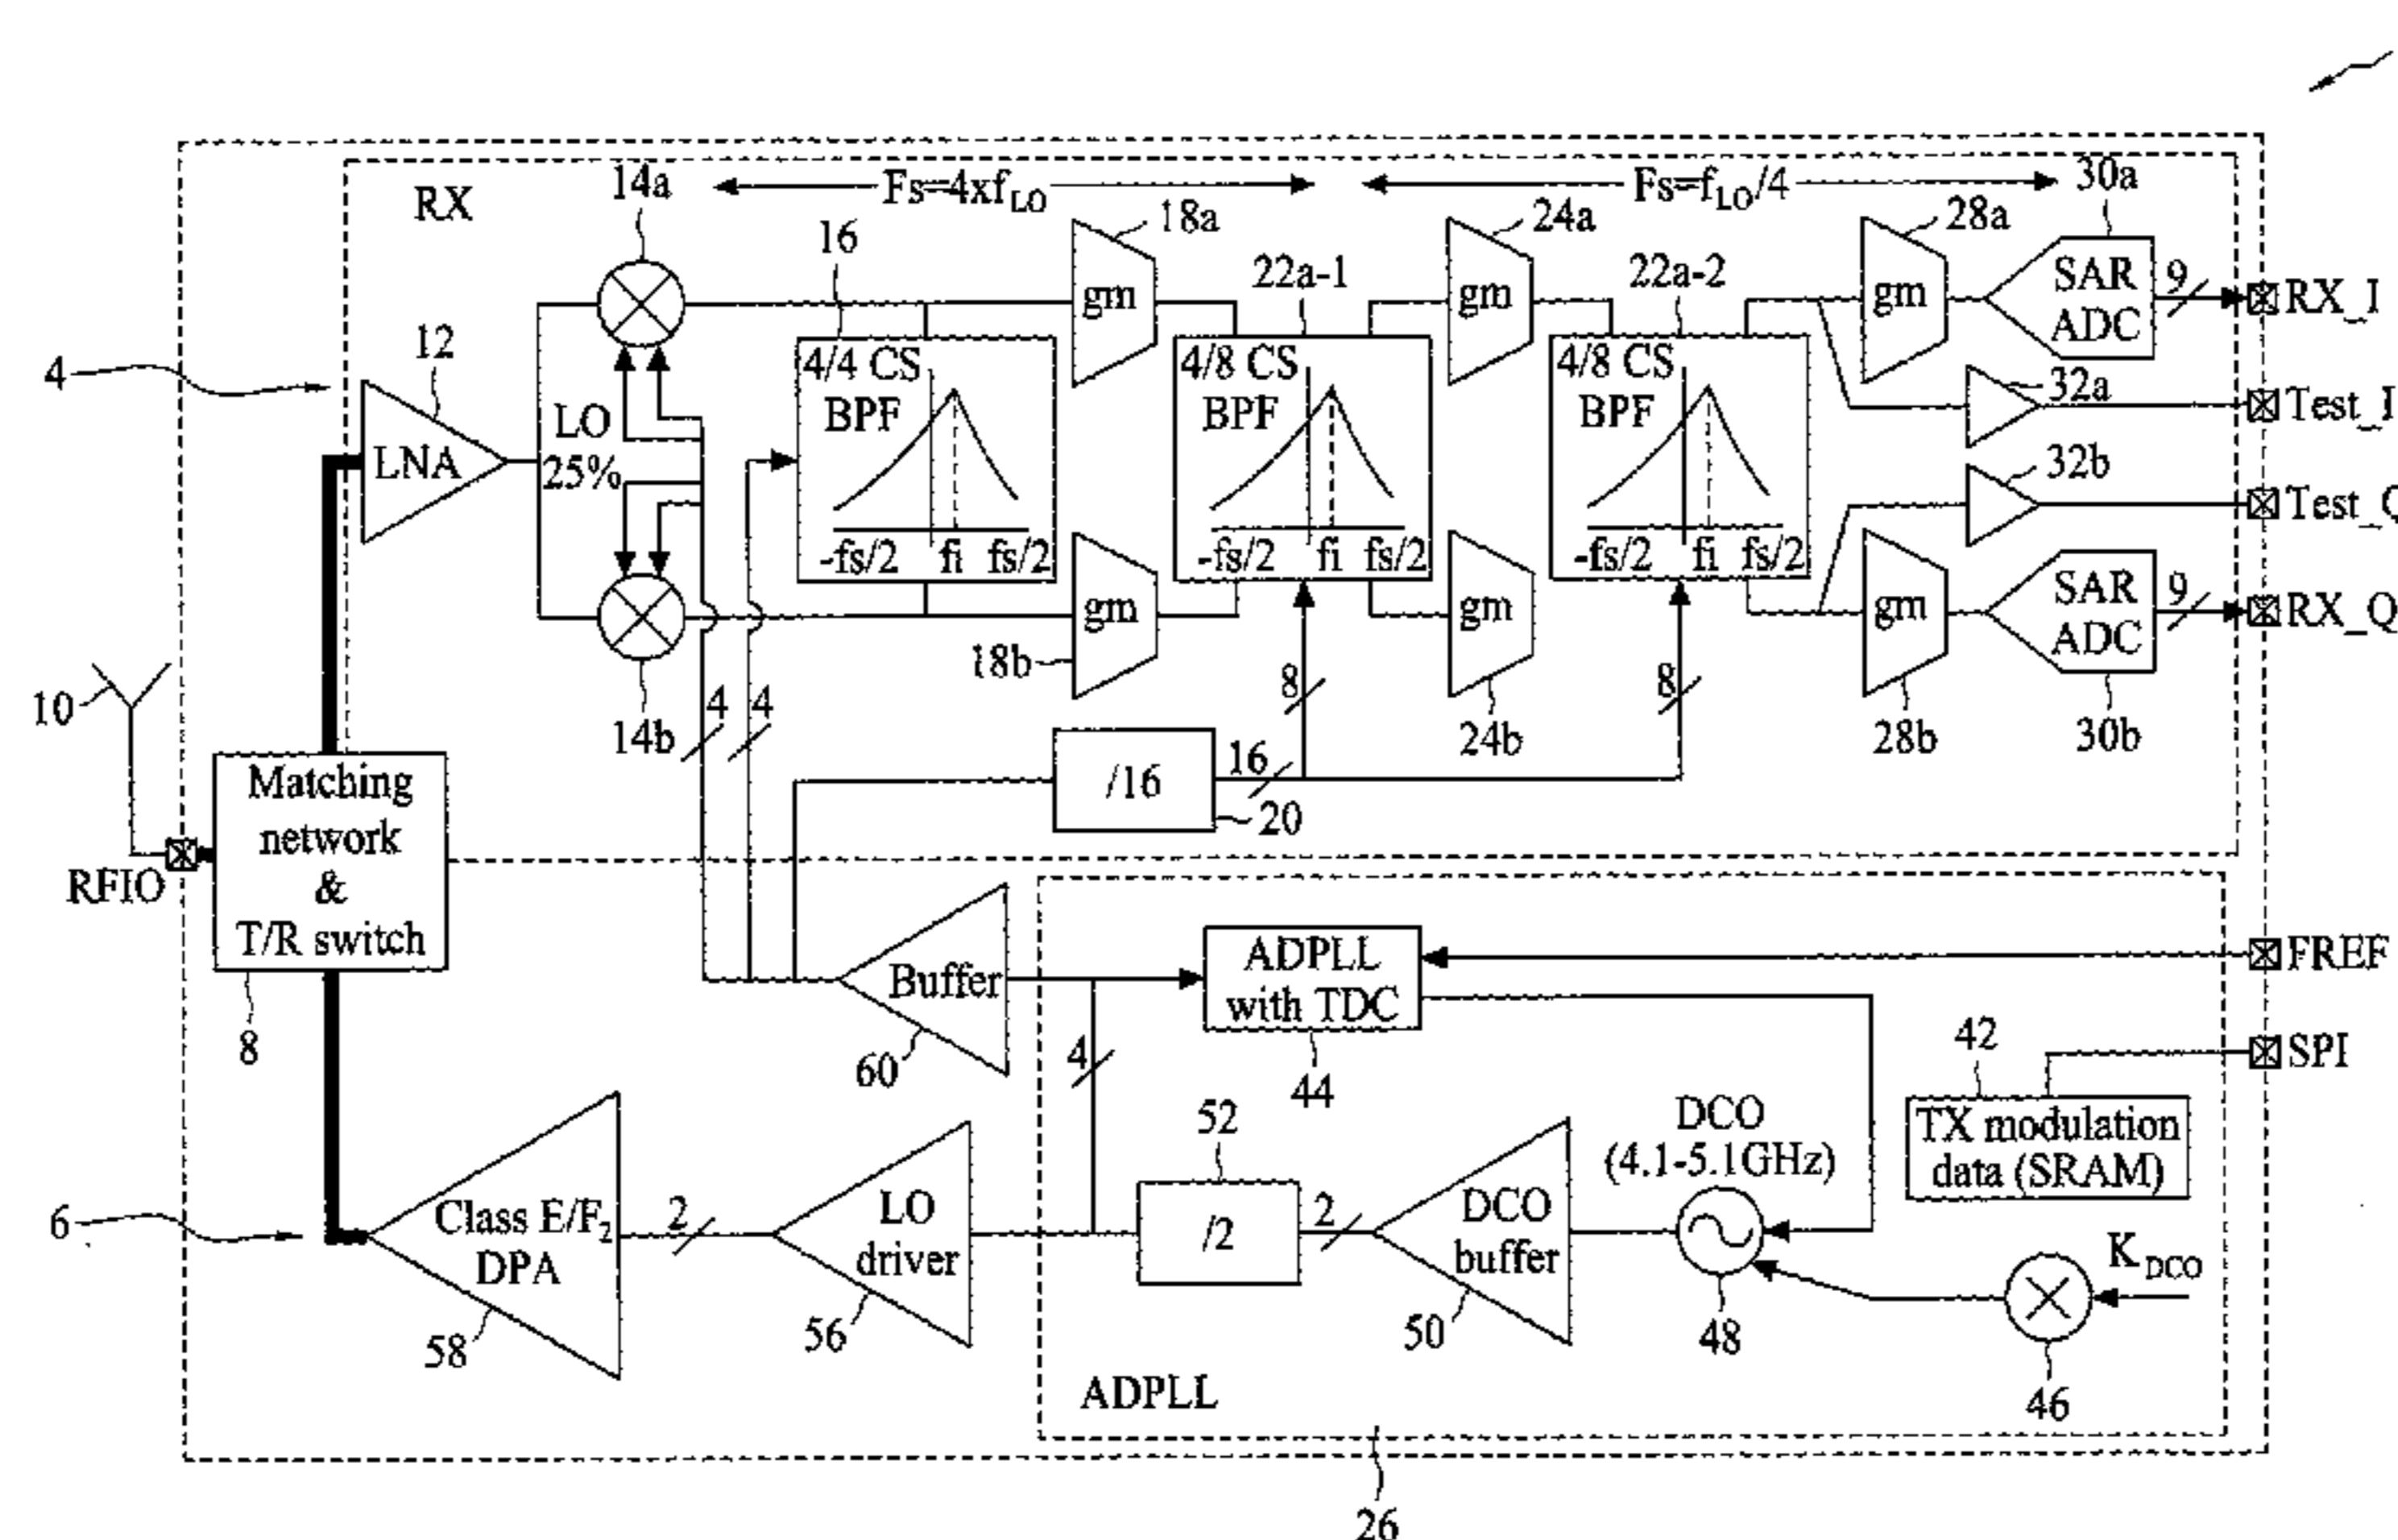 14a
Fs=4xfLO
Fs=fLO/4
30a
RX
16
18a
24a
28a
22a-1
22a-2
gm
gm
gm
SAR
ADC
9
RX_I
4
12
4/4 CS
BPF
4/8 CS
BPF
4/8 CS
BPF
32a
Test_I
LO
25%
LNA
32b
Test_Q
-fs/2 fi fs/2
-fs/2 fi fs/2
-fs/2 fi fs/2
gm
gm
gm
SAR
ADC
9
RX_Q
18b
10
14b
4
4
8
8
24b
28b
30b
Matching
network
&
T/R switch
/16
16
20
RFIO
8
Buffer
60
ADPLL
with TDC
44
FREF
SPI
42
4
52
DCO
(4.1-5.1GHz)
TX modulation
data (SRAM)
6
Class E/F2
DPA
58
2
LO
driver
56
/2
2
DCO
buffer
50
48
KDCO
46
ADPLL
26